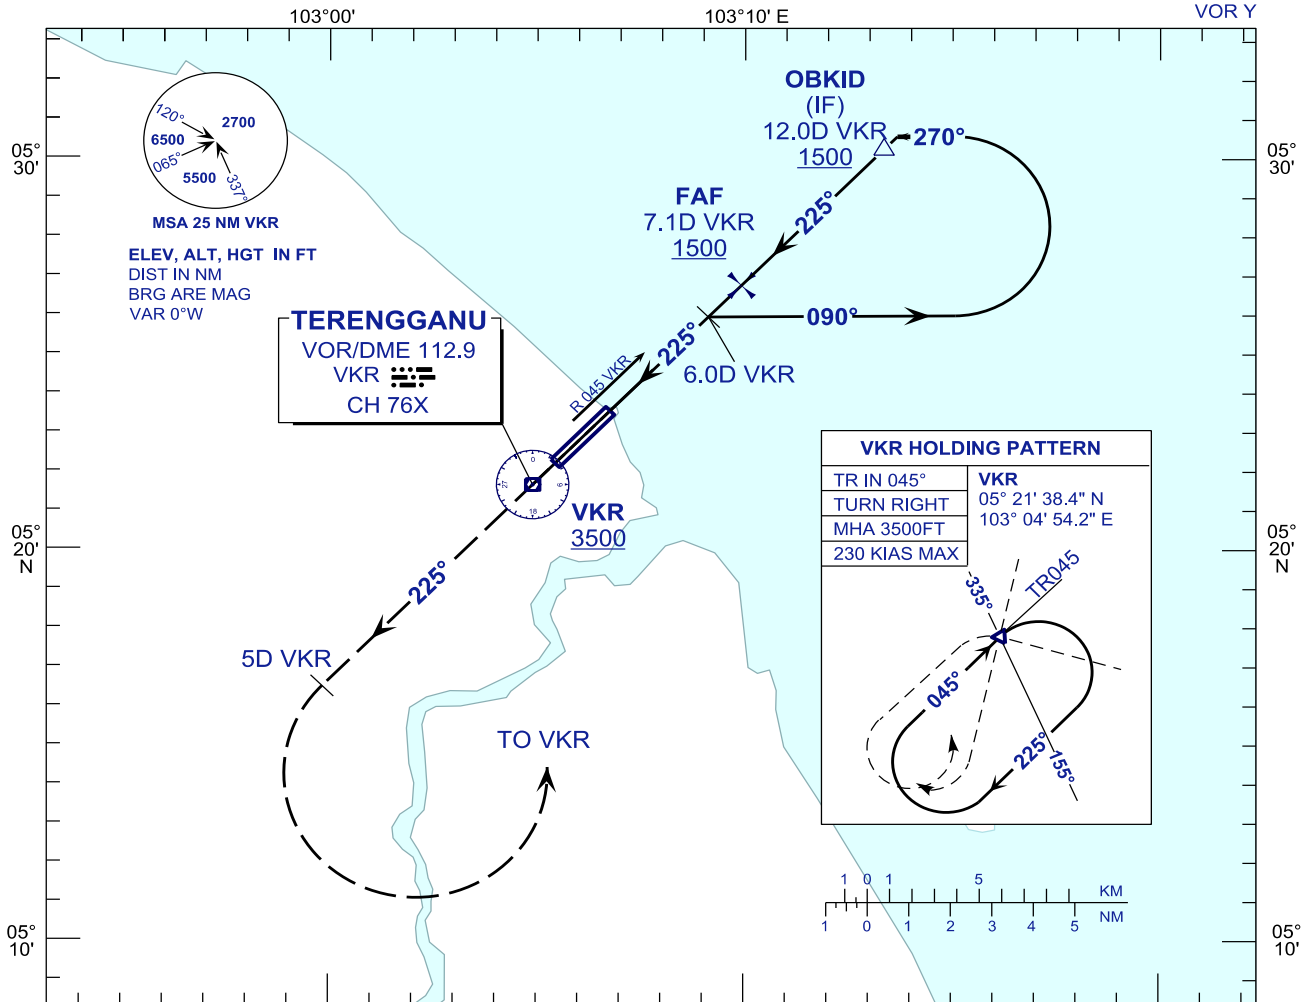 103°00'
103°10' E
VOR Y
05°
30'
05°
30'
120°
2700
6500
065°
5500
337°
MSA 25 NM VKR
ELEV, ALT, HGT IN FT
DIST IN NM
BRG ARE MAG
VAR 0°W
OBKID
(IF)
12.0D VKR
1500
270°
225°
FAF
7.1D VKR
1500
090°
225°
6.0D VKR
R 045 VKR
TERENGGANU
VOR/DME 112.9
VKR
CH 76X
0
6
18
27
VKR
3500
05°
20'
N
05°
20'
N
225°
5D VKR
TO VKR
VKR HOLDING PATTERN
TR IN 045°
TURN RIGHT
MHA 3500FT
230 KIAS MAX
VKR
05° 21' 38.4" N
103° 04' 54.2" E
335°
TR045
045°
225°
155°
1 0 1 5 KM
1 0 1 2 3 4 5 NM
05°
10'
05°
10'